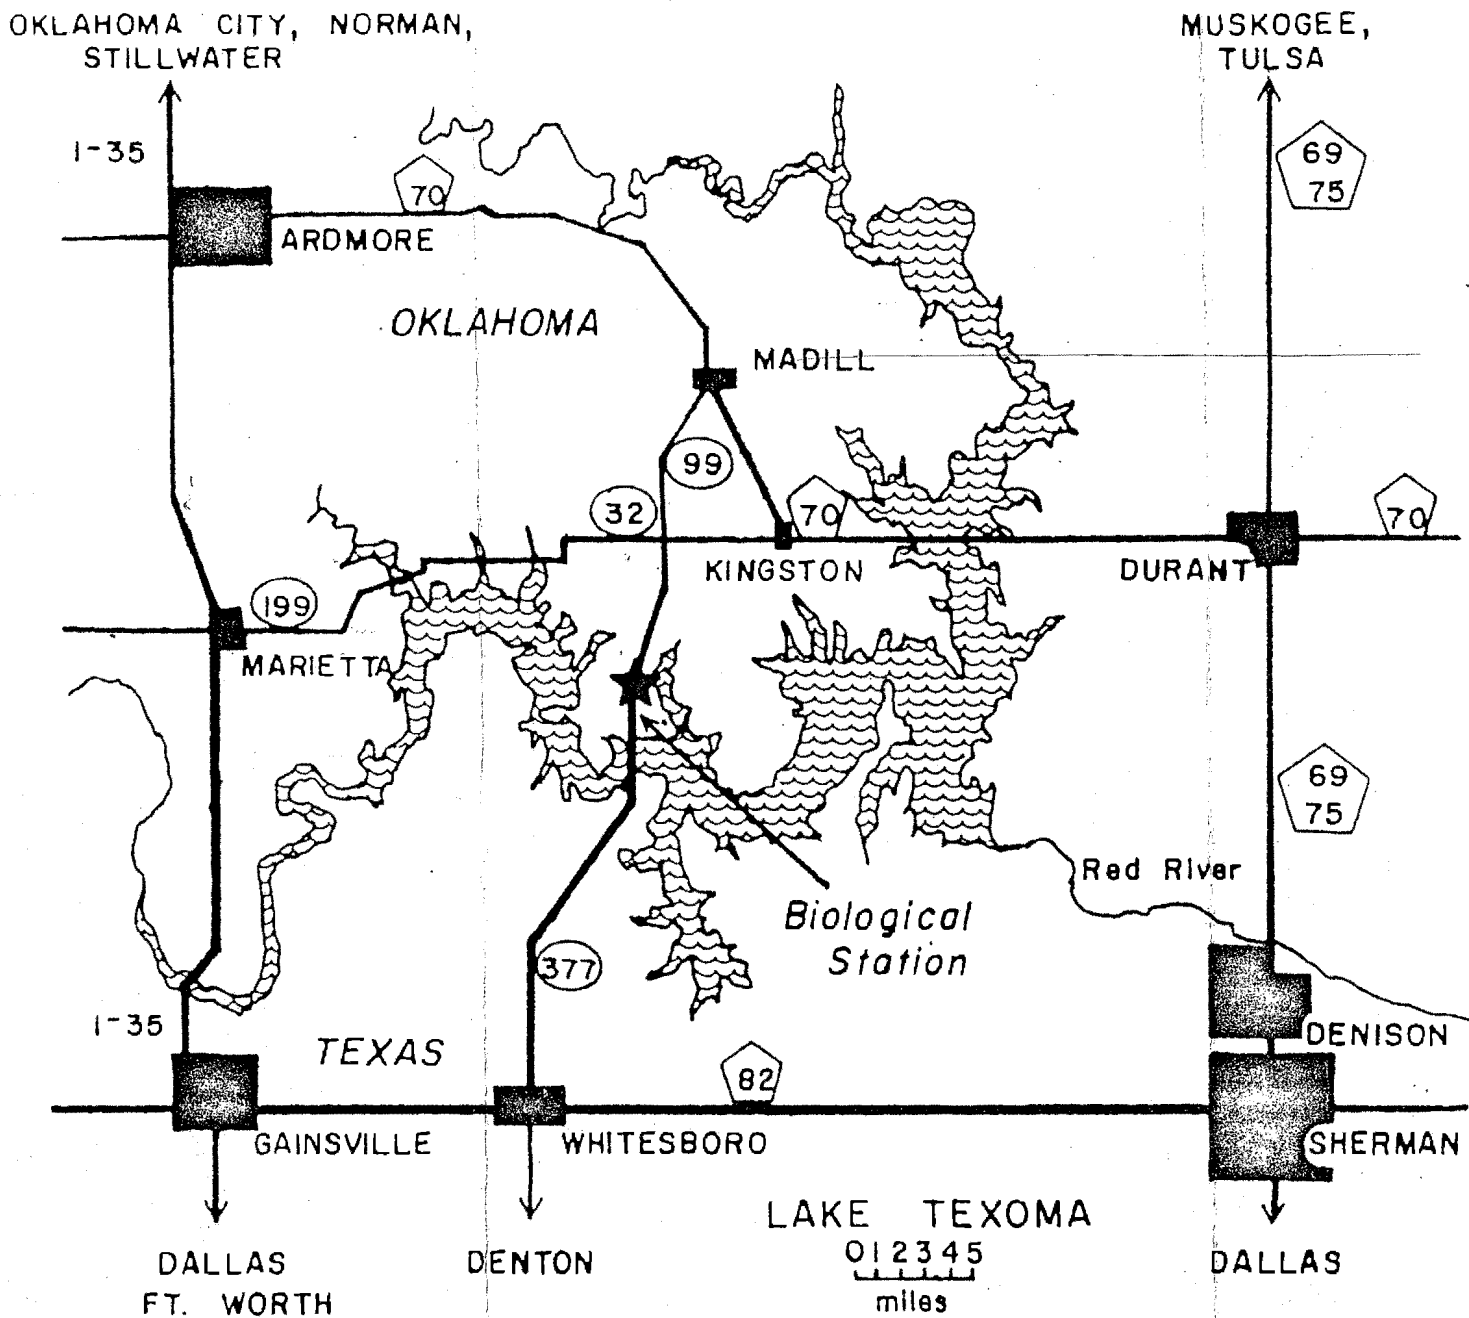 OKLAHOMA CITY, NORMAN,
STILLWATER
MUSKOGEE,
TULSA
I-35
69
75
70
ARDMORE
OKLAHOMA
MADILL
99
32
70
70
KINGSTON
DURANT
199
MARIETTA
69
75
Red River
Biological
Station
377
I-35
TEXAS
DENISON
82
GAINSVILLE
WHITESBORO
SHERMAN
LAKE TEXOMA
0 1 2 3 4 5
miles
DALLAS
FT. WORTH
DENTON
DALLAS